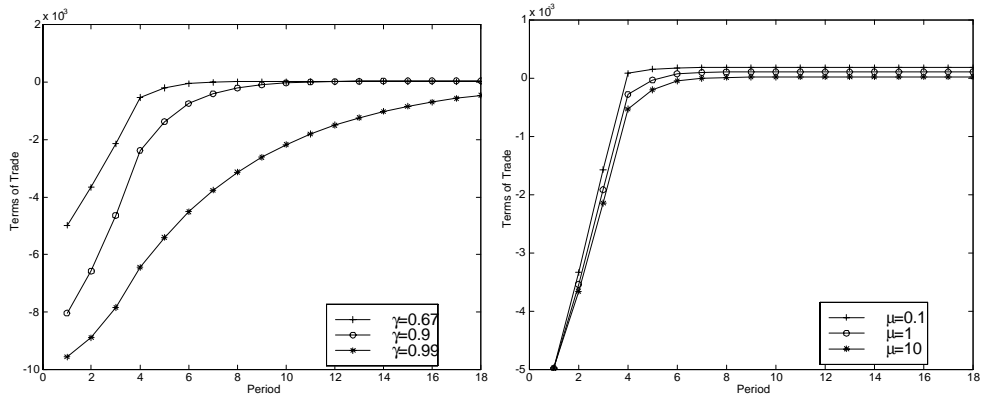 x 10-3
2
0
-2
-4
-6
-8
-10
0 2 4 6 8 10 12 14 16 18
Terms of Trade
Period
γ=0.67
γ=0.9
γ=0.99
x 10-3
1
0
-1
-2
-3
-4
-5
0 2 4 6 8 10 12 14 16 18
Terms of Trade
Period
μ=0.1
μ=1
μ=10